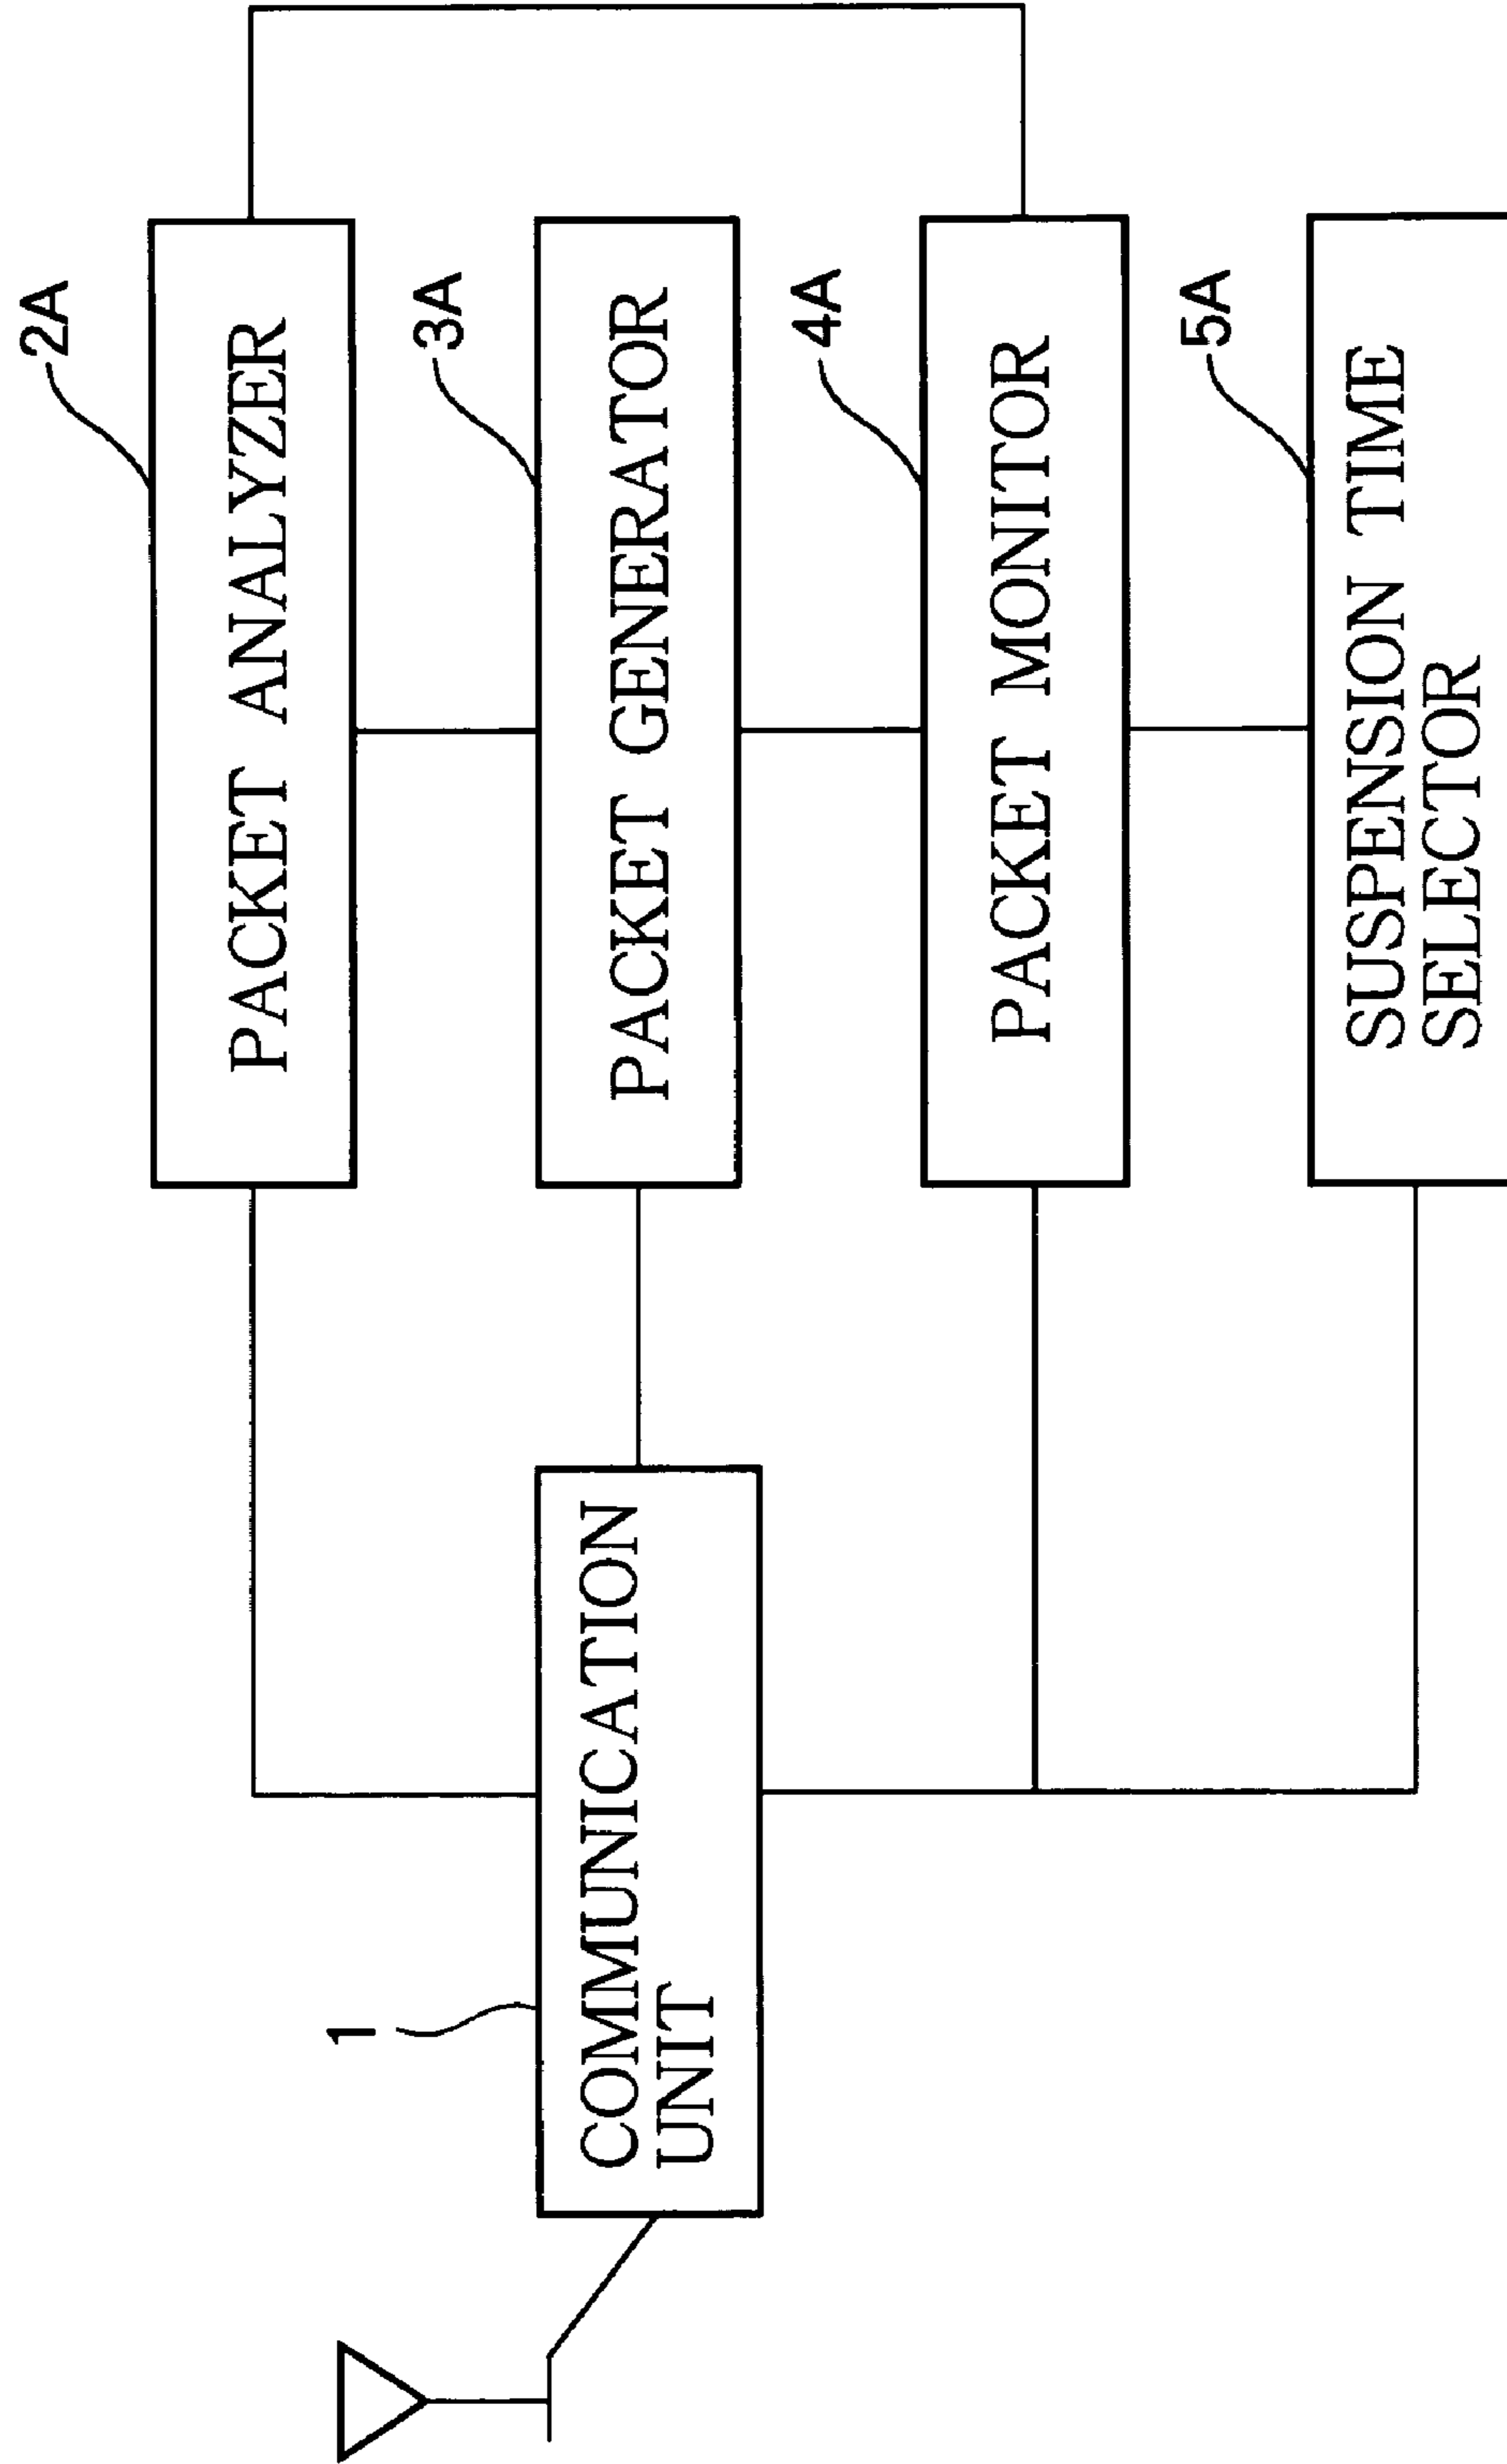 2A
PACKET ANALYZER
3A
PACKET GENERATOR
1
COMMUNICATION
UNIT
4A
PACKET MONITOR
5A
SUSPENSION TIME
SELECTOR